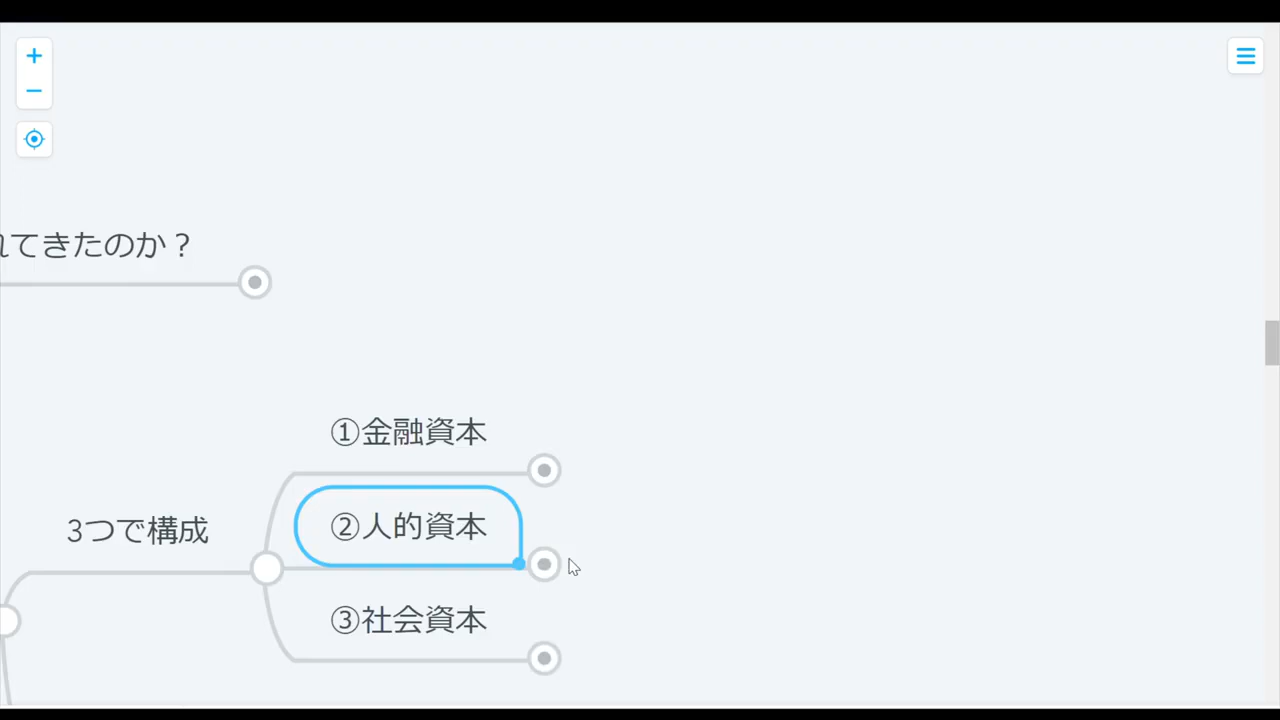 れてきたのか？
①金融資本
3つで構成
②人的資本
③社会資本